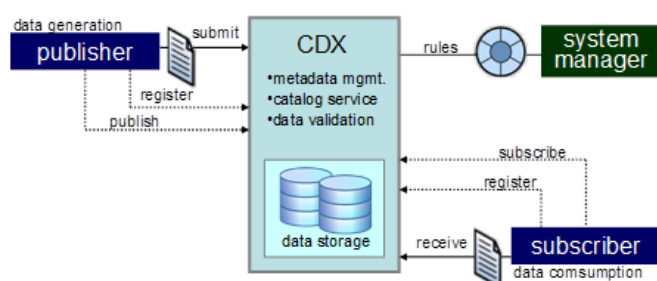 data generation
publisher
submit
register
publish
CDX
•metadata mgmt.
•catalog service
•data validation
data storage
rules
system
manager
subscribe
register
receive
subscriber
data comsumption